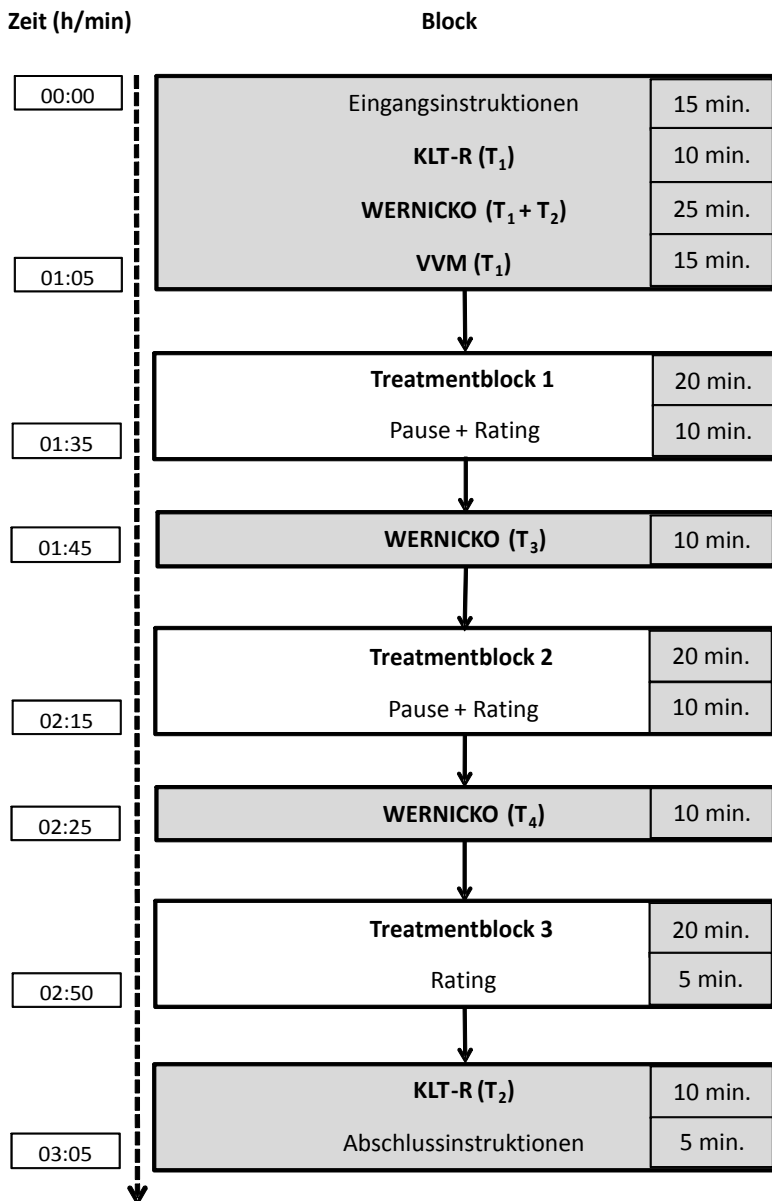 Zeit (h/min) Block
00:00
Eingangsinstruktionen 15 min.
KLT-R (T₁) 10 min.
WERNICKO (T₁ + T₂) 25 min.
VVM (T₁) 15 min.
01:05
Treatmentblock 1 20 min.
Pause + Rating 10 min.
01:35
WERNICKO (T₃) 10 min.
01:45
Treatmentblock 2 20 min.
Pause + Rating 10 min.
02:15
WERNICKO (T₄) 10 min.
02:25
Treatmentblock 3 20 min.
Rating 5 min.
02:50
KLT-R (T₂) 10 min.
Abschlussinstruktionen 5 min.
03:05